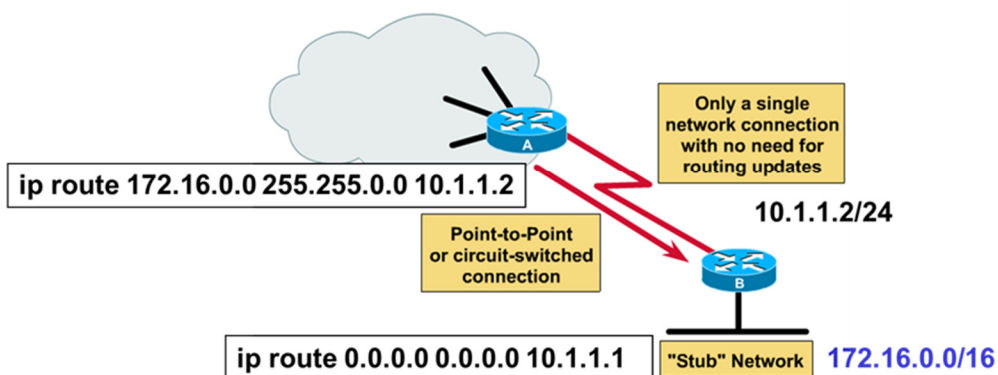 A
Only a single
network connection
with no need for
routing updates
ip route 172.16.0.0 255.255.0.0 10.1.1.2
10.1.1.2/24
Point-to-Point
or circuit-switched
connection
B
ip route 0.0.0.0 0.0.0.0 10.1.1.1
"Stub" Network
172.16.0.0/16